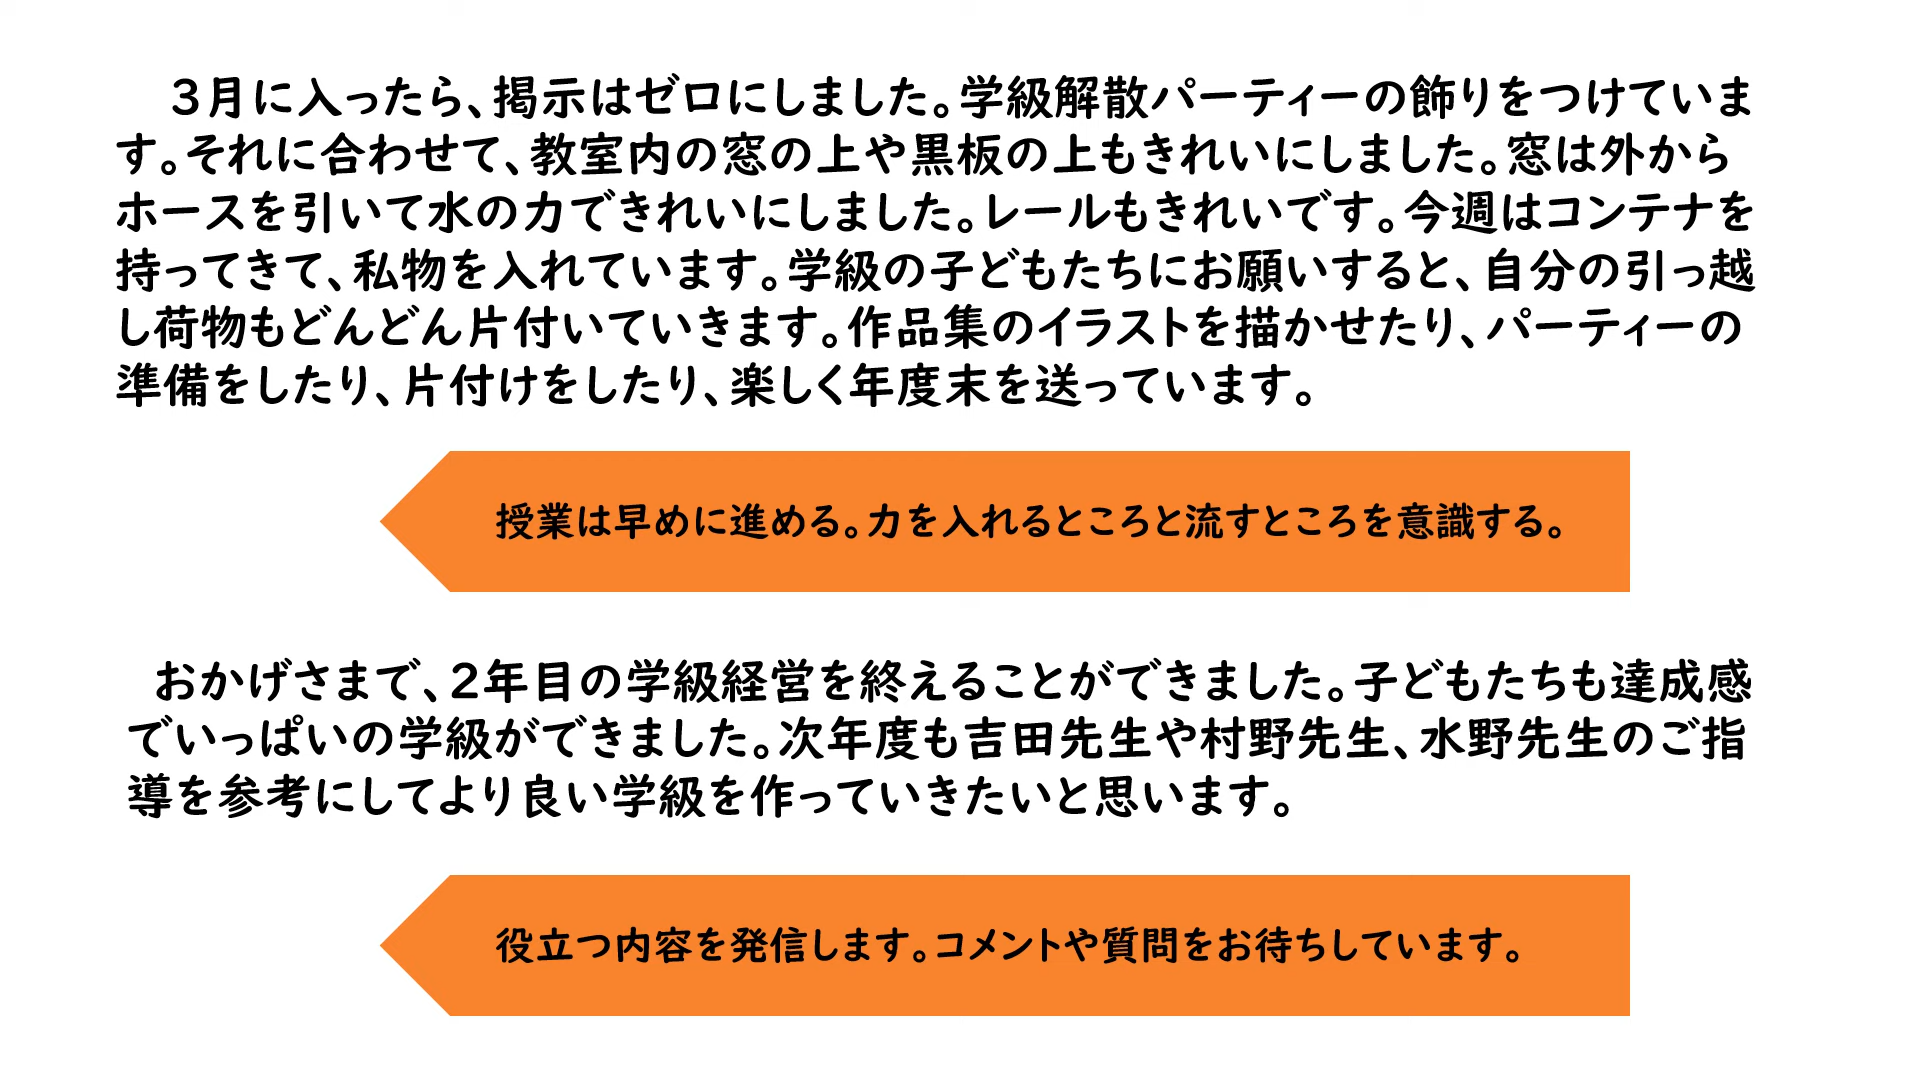 ３月に入ったら、掲示はゼロにしました。学級解散パーティーの飾りをつけていま
す。それに合わせて、教室内の窓の上や黒板の上もきれいにしました。窓は外から
ホースを引いて水の力できれいにしました。レールもきれいです。今週はコンテナを
持ってきて、私物を入れています。学級の子どもたちにお願いすると、自分の引っ越
し荷物もどんどん片付いていきます。作品集のイラストを描かせたり、パーティーの
準備をしたり、片付けをしたり、楽しく年度末を送っています。
授業は早めに進める。力を入れるところと流すところを意識する。
おかげさまで、２年目の学級経営を終えることができました。子どもたちも達成感
でいっぱいの学級ができました。次年度も吉田先生や村野先生、水野先生のご指
導を参考にしてより良い学級を作っていきたいと思います。
役立つ内容を発信します。コメントや質問をお待ちしています。